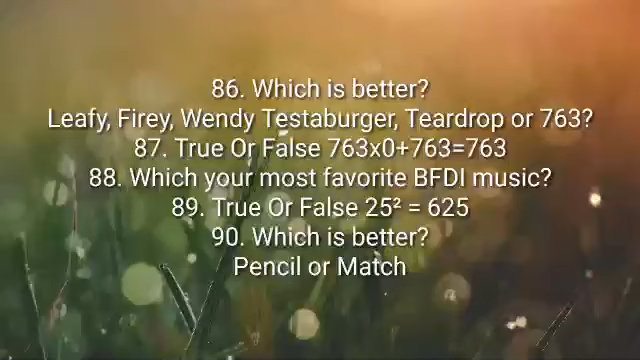 86. Which is better?
Leafy, Firey, Wendy Testaburger, Teardrop or 763?
87. True Or False 763x0+763=763
88. Which your most favorite BFDI music?
89. True Or False 25² = 625
90. Which is better?
Pencil or Match